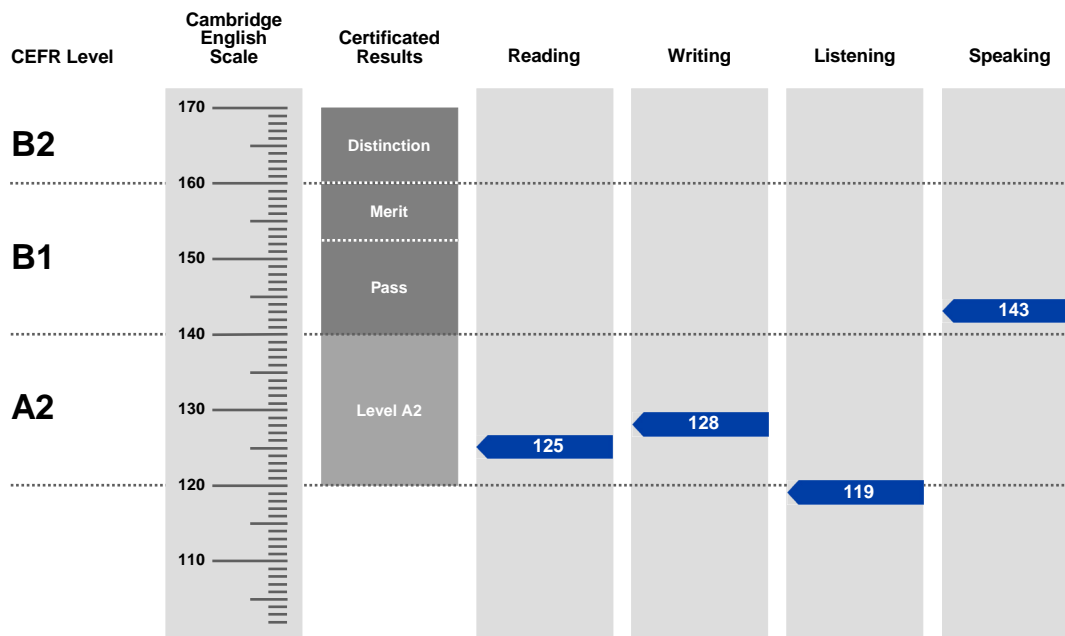 CEFR Level
Cambridge
English
Scale
Certificated
Results
Reading
Writing
Listening
Speaking
170
B2
Distinction
160
Merit
B1
150
Pass
143
140
A2
130
Level A2
128
125
120
119
110